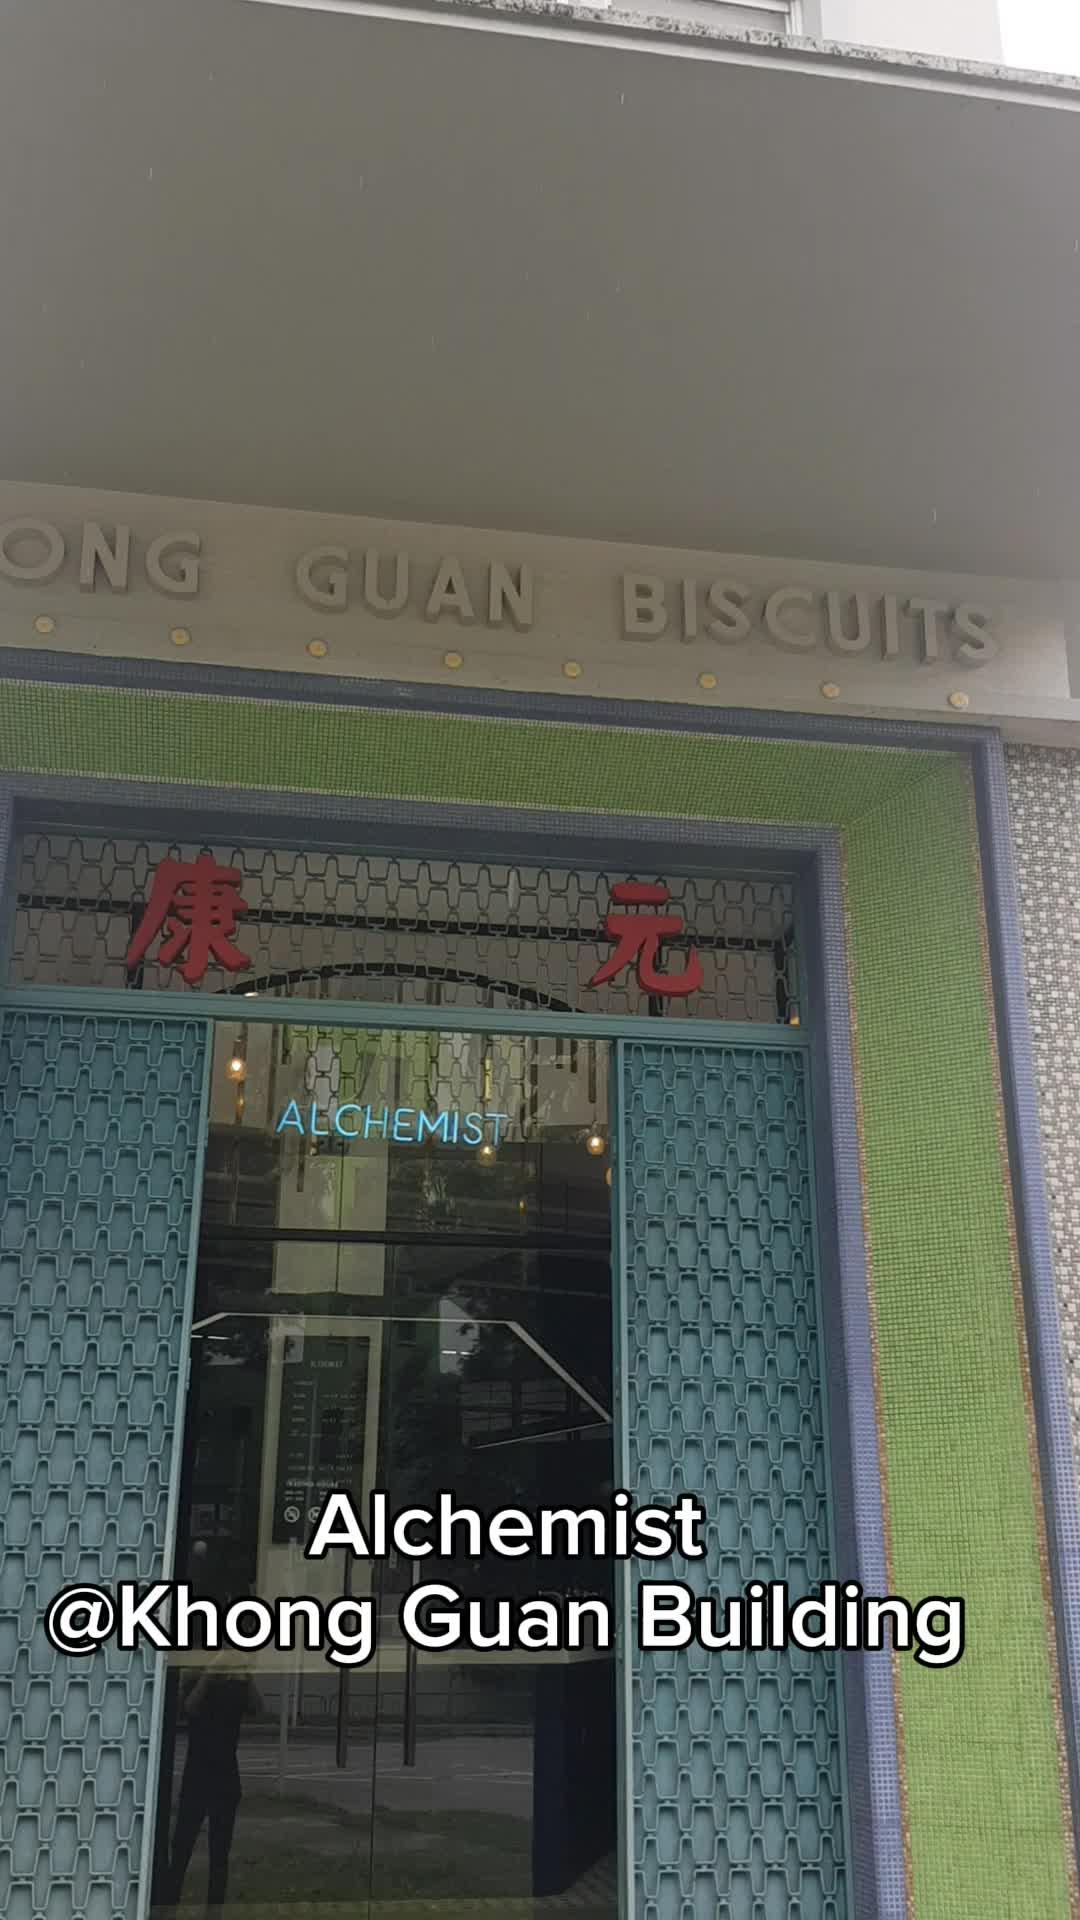 ONG GUAN BISCUITS
康 元
ALCHEMIST
Alchemist
@Khong Guan Building